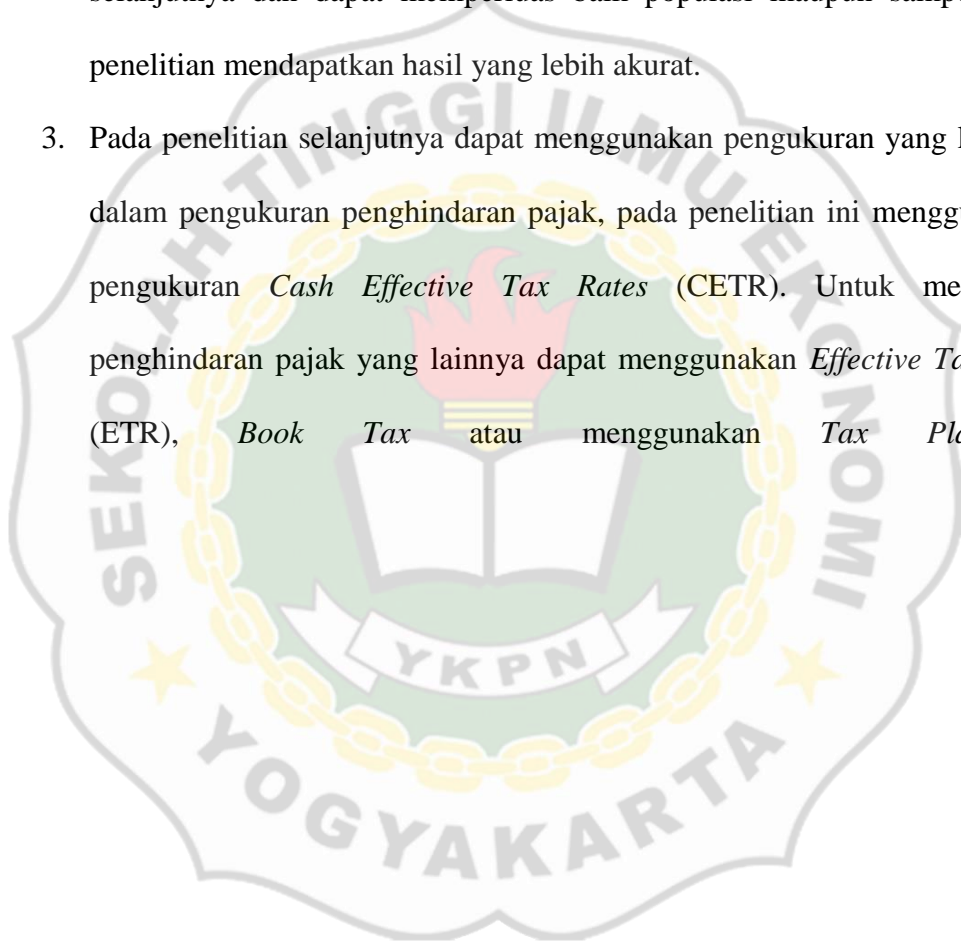 penelitian mendapatkan hasil yang lebih akurat.
3. Pada penelitian selanjutnya dapat menggunakan pengukuran yang
dalam pengukuran penghindaran pajak, pada penelitian ini
pengukuran Cash Effective Tax Rates (CETR). Untuk
penghindaran pajak yang lainnya dapat menggunakan Effective
(ETR), Book Tax atau menggunakan Tax
SEKOLAH TINGGI ILMU EKONOMI
YKPN
YOGYAKARTA